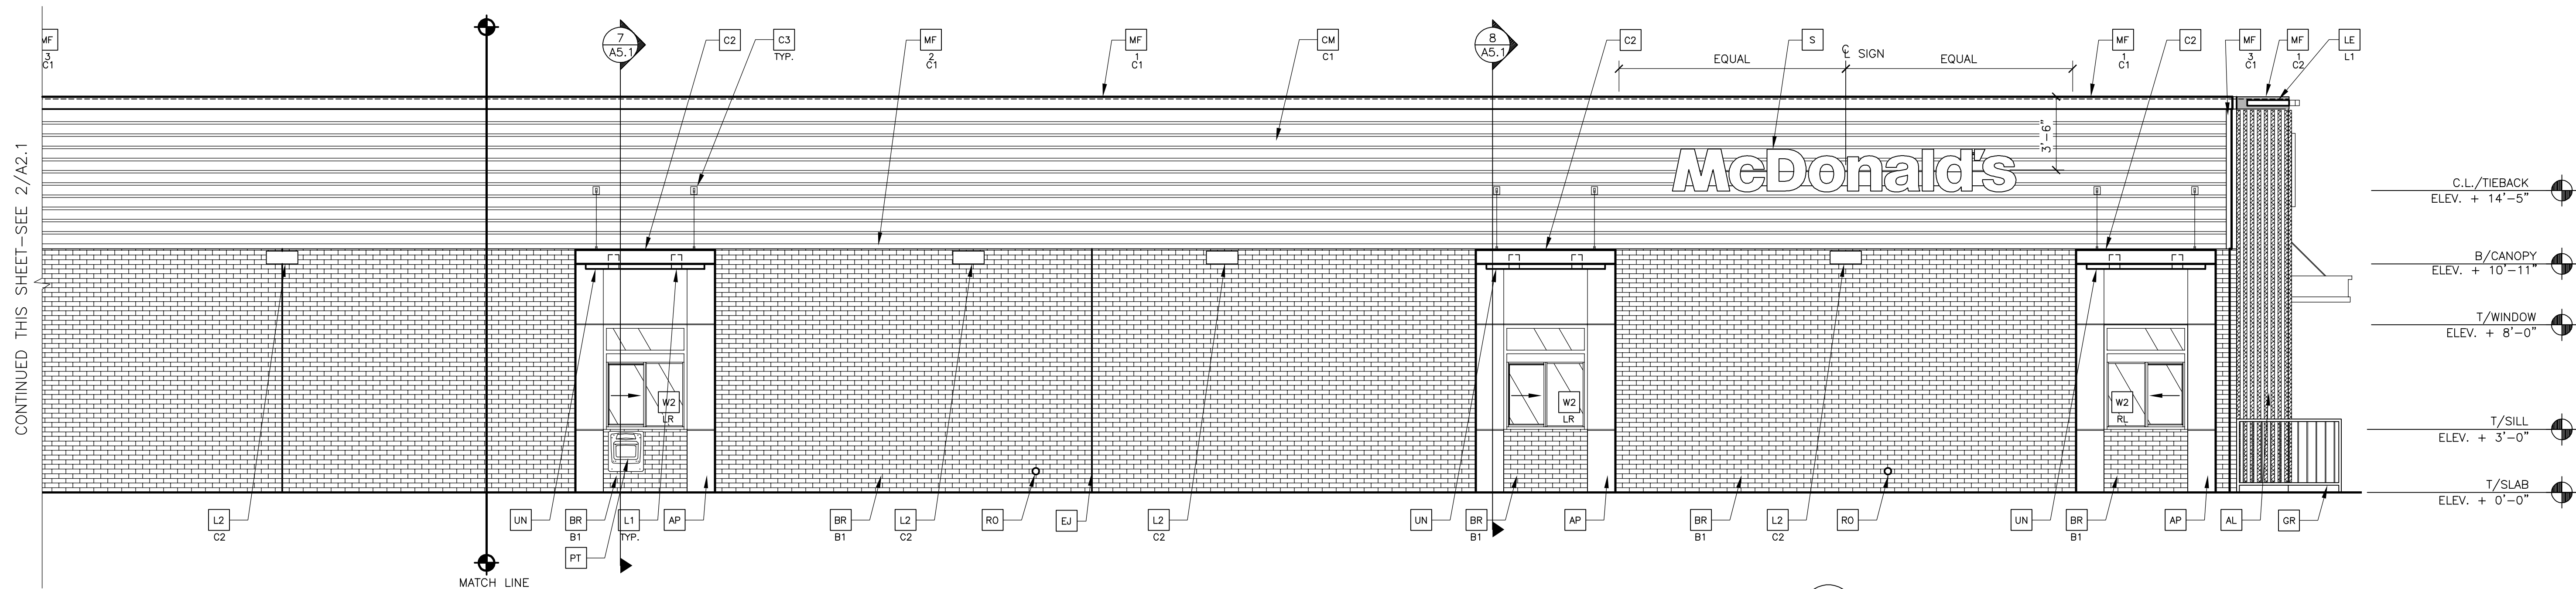 MF
3
C1
7
A5.1
C2
C3
TYP.
MF
2
C1
MF
1
C1
CM
C1
8
A5.1
C2
S
EQUAL
℄ SIGN
EQUAL
MF
1
C1
C2
MF
3
C1
MF
1
C2
LE
L1
3'-6"
McDonald's
CONTINUED THIS SHEET-SEE 2/A2.1
C.L./TIEBACK
ELEV. + 14'-5"
B/CANOPY
ELEV. + 10'-11"
T/WINDOW
ELEV. + 8'-0"
T/SILL
ELEV. + 3'-0"
T/SLAB
ELEV. + 0'-0"
W2
LR
W2
LR
W2
RL
L2
C2
UN
BR
B1
L1
TYP.
AP
PT
BR
B1
L2
C2
RO
EJ
L2
C2
UN
BR
B1
AP
BR
B1
L2
C2
RO
UN
BR
B1
AP
AL
GR
MATCH LINE